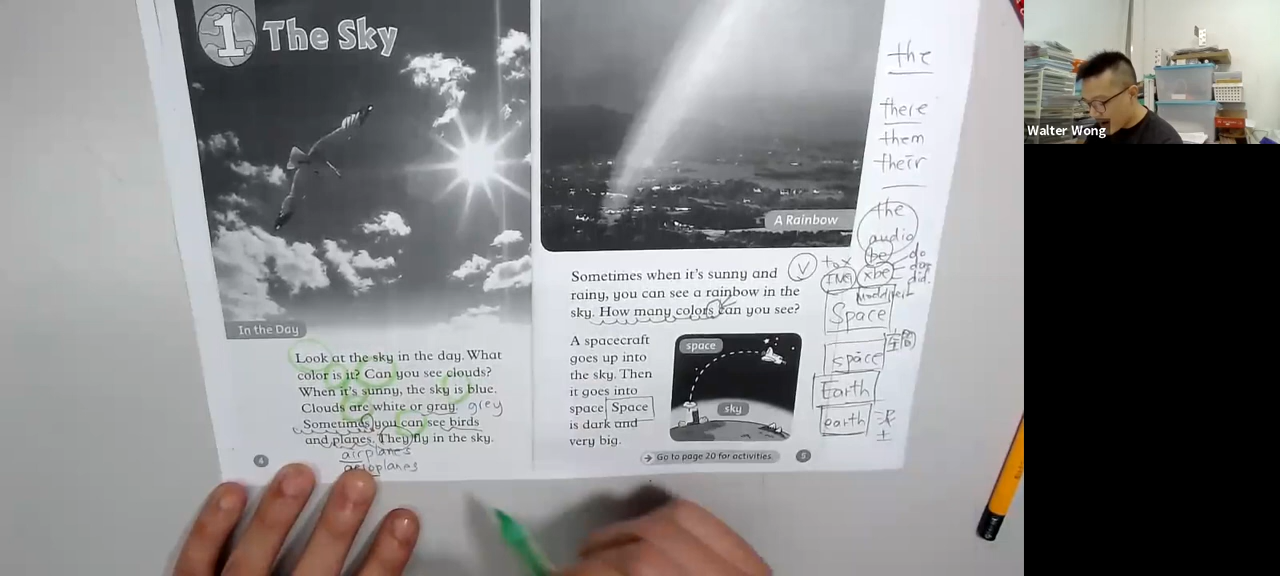 1 The Sky
In the Day
Look at the sky in the day. What
color is it? Can you see clouds?
When it's sunny, the sky is blue.
Clouds are white or gray. grey
Sometimes you can see birds
and planes. They fly in the sky.
airplanes
aeroplanes
4
A Rainbow
Sometimes when it's sunny and
rainy, you can see a rainbow in the
sky. How many colors can you see?
A spacecraft
goes up into
the sky. Then
it goes into
space. Space
is dark and
very big.
space
sky
Go to page 20 for activities.
5
the
there
them
their
the
audio
V
be
do
xbe
did.
Space
space
Earth
earth
Walter Wong